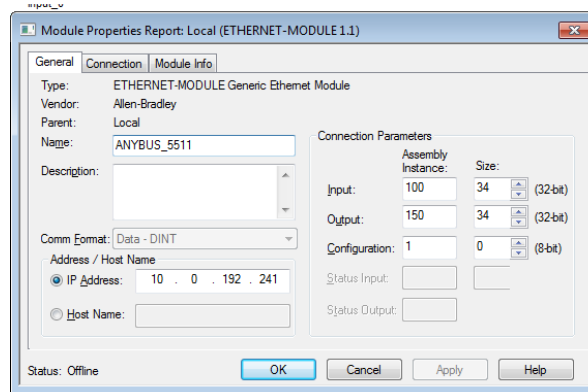 Module Properties Report: Local (ETHERNET-MODULE 1.1)
General Connection Module Info
Type: ETHERNET-MODULE Generic Ethernet Module
Vendor: Allen-Bradley
Parent: Local
Name: ANYBUS_5511
Description:
Comm Format: Data - DINT
Address / Host Name
IP Address: 10 . 0 . 192 . 241
Host Name:
Connection Parameters
Assembly
Instance: Size:
Input: 100 34 (32-bit)
Output: 150 34 (32-bit)
Configuration: 1 0 (8-bit)
Status Input:
Status Output:
Status: Offline OK Cancel Apply Help